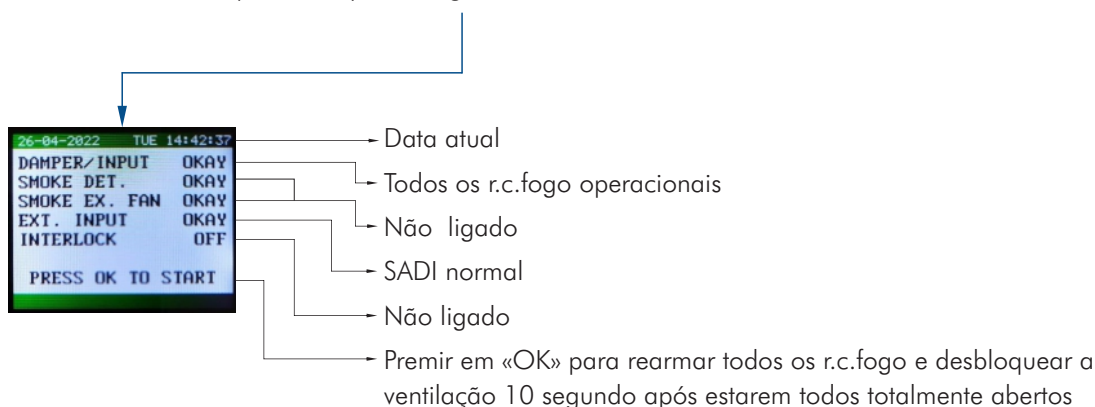 26-04-2022 TUE 14:42:37
DAMPER/INPUT OKAY
SMOKE DET. OKAY
SMOKE EX. FAN OKAY
EXT. INPUT OKAY
INTERLOCK OFF
PRESS OK TO START
Data atual
Todos os r.c.fogo operacionais
Não ligado
SADI normal
Não ligado
Premir em «OK» para rearmar todos os r.c.fogo e desbloquear a
ventilação 10 segundo após estarem todos totalmente abertos